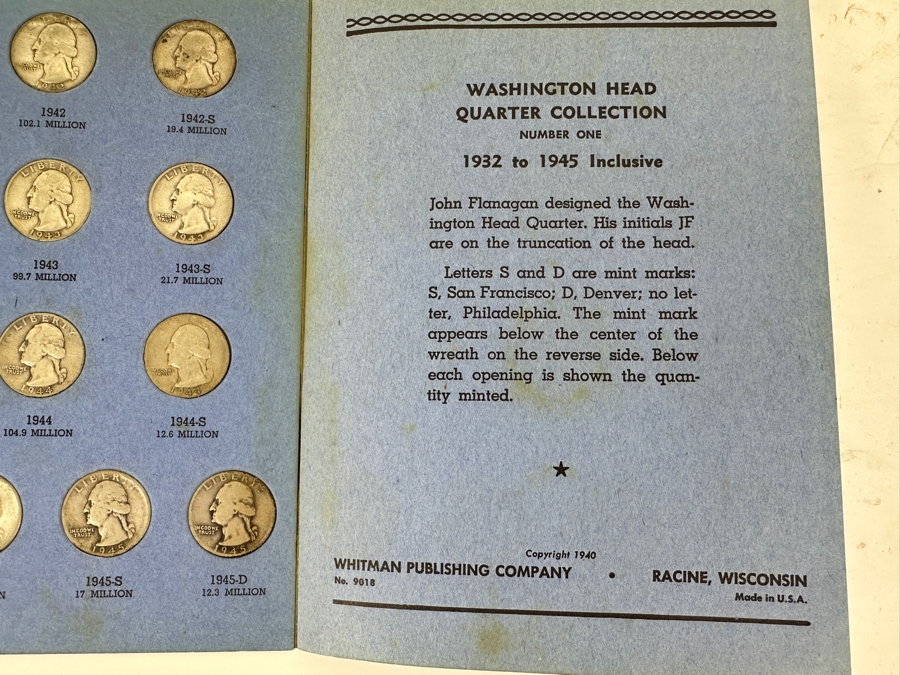 1942
102.1 MILLION
1942-S
19.4 MILLION
LIBERTY
1943
LIBERTY
1943
1943
99.7 MILLION
1943-S
21.7 MILLION
LIBERTY
IN GOD WE
TRUST
1944
1944
104.9 MILLION
1944-S
12.6 MILLION
LIBERTY
IN GOD WE
TRUST
1945
LIBERTY
IN GOD WE
TRUST
1945
N
1945-S
17 MILLION
1945-D
12.3 MILLION
WASHINGTON HEAD
QUARTER COLLECTION
NUMBER ONE
1932 to 1945 Inclusive
John Flanagan designed the Wash-
ington Head Quarter. His initials JF
are on the truncation of the head.
Letters S and D are mint marks:
S, San Francisco; D, Denver; no let-
ter, Philadelphia. The mint mark
appears below the center of the
wreath on the reverse side. Below
each opening is shown the quan-
tity minted.
Copyright 1940
WHITMAN PUBLISHING COMPANY • RACINE, WISCONSIN
No. 9018
Made in U.S.A.